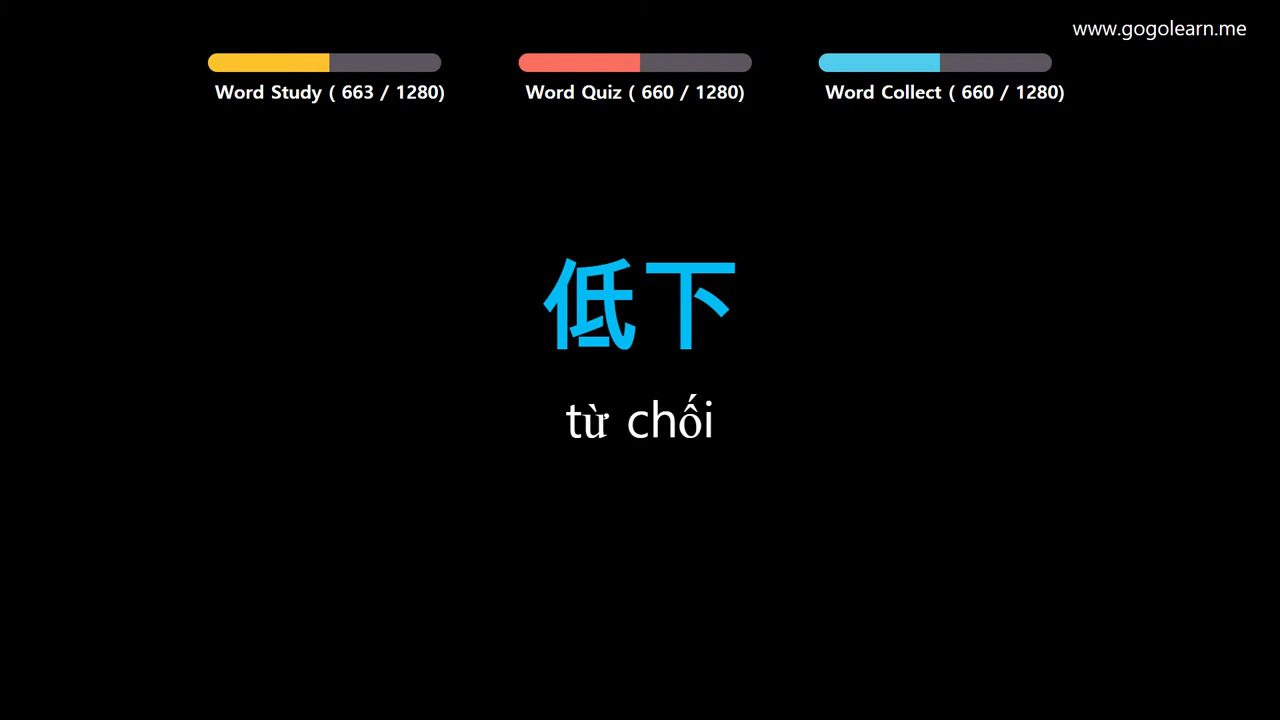 www.gogolearn.me
Word Study ( 663 / 1280)
Word Quiz ( 660 / 1280)
Word Collect ( 660 / 1280)
低下
từ chối